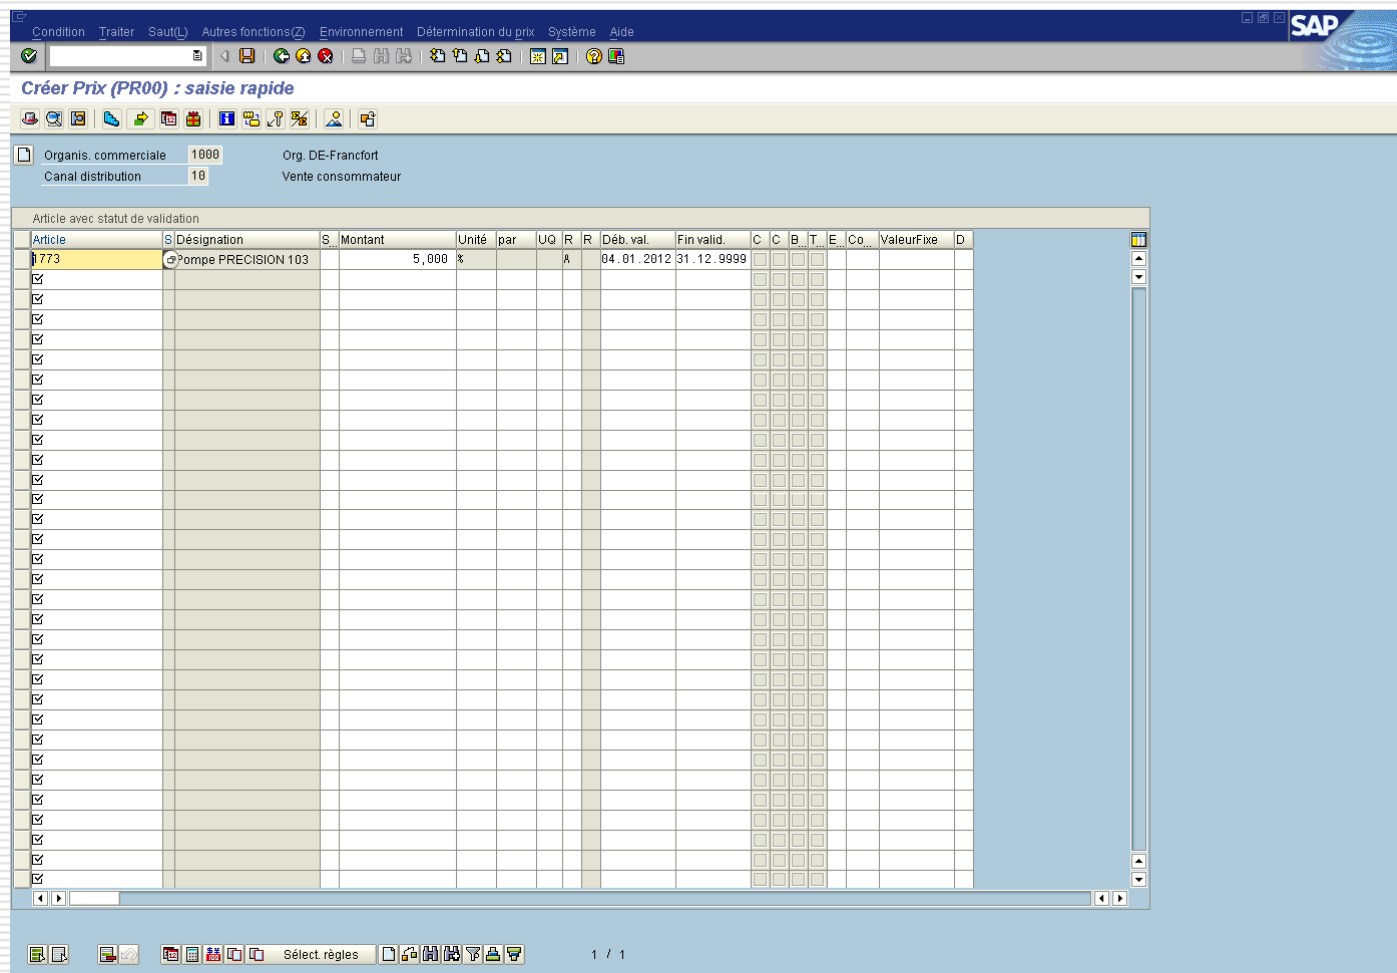 Condition Traiter Saut(L) Autres fonctions(Z) Environnement Détermination du prix Système Aide
SAP
Créer Prix (PR00) : saisie rapide
Organis. commerciale 1000 Org. DE-Francfort
Canal distribution 10 Vente consommateur
Article avec statut de validation
Article S Désignation S... Montant Unité par UQ R R Déb. val. Fin valid. C C B... T... E... Co... ValeurFixe D
1773 Pompe PRECISION 103 5,000 % A 04.01.2012 31.12.9999
Sélect. règles 1 / 1